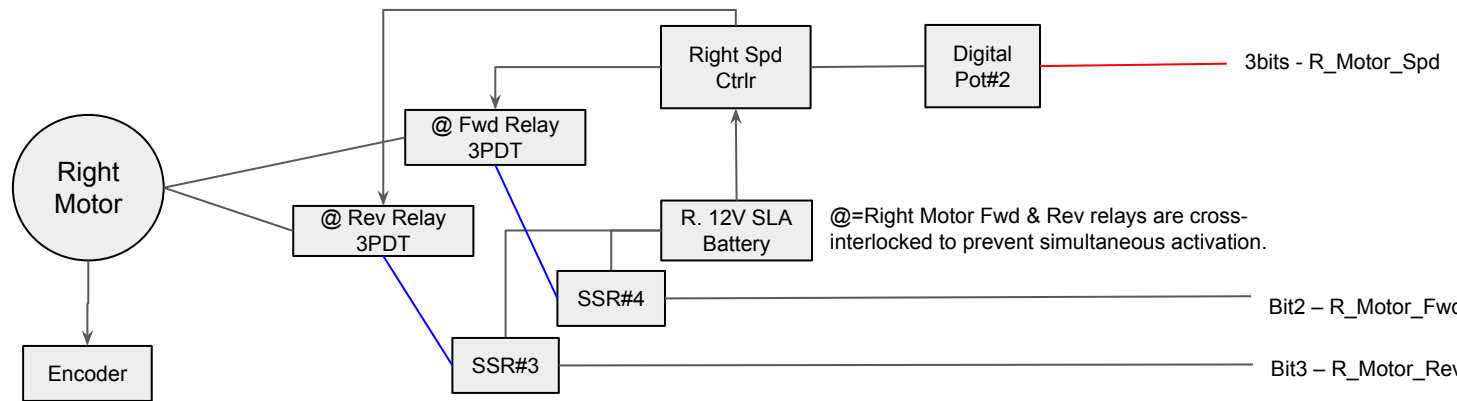 Right Spd
Ctrlr
Digital
Pot#2
3bits - R_Motor_Spd
@ Fwd Relay
3PDT
Right
Motor
@ Rev Relay
3PDT
R. 12V SLA
Battery
@=Right Motor Fwd & Rev relays are cross-
interlocked to prevent simultaneous activation.
SSR#4
Bit2 – R_Motor_Fwd
SSR#3
Bit3 – R_Motor_Rev
Encoder